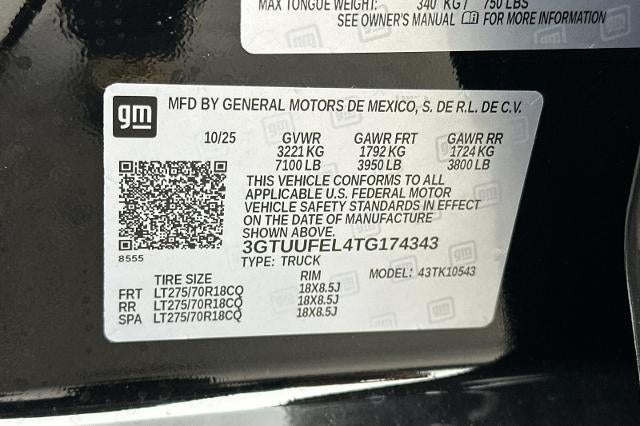 MAX TONGUE WEIGHT: 340 KG / 750 LBS
SEE OWNER'S MANUAL FOR MORE INFORMATION
gm MFD BY GENERAL MOTORS DE MEXICO, S. DE R.L. DE C.V.
10/25 GVWR GAWR FRT GAWR RR
3221 KG 1792 KG 1724 KG
7100 LB 3950 LB 3800 LB
THIS VEHICLE CONFORMS TO ALL
APPLICABLE U.S. FEDERAL MOTOR
VEHICLE SAFETY STANDARDS IN EFFECT
ON THE DATE OF MANUFACTURE
SHOWN ABOVE.
3GTUUFEL4TG174343
8555 TYPE: TRUCK MODEL: 43TK10543
TIRE SIZE RIM
FRT LT275/70R18CQ 18X8.5J
RR LT275/70R18CQ 18X8.5J
SPA LT275/70R18CQ 18X8.5J